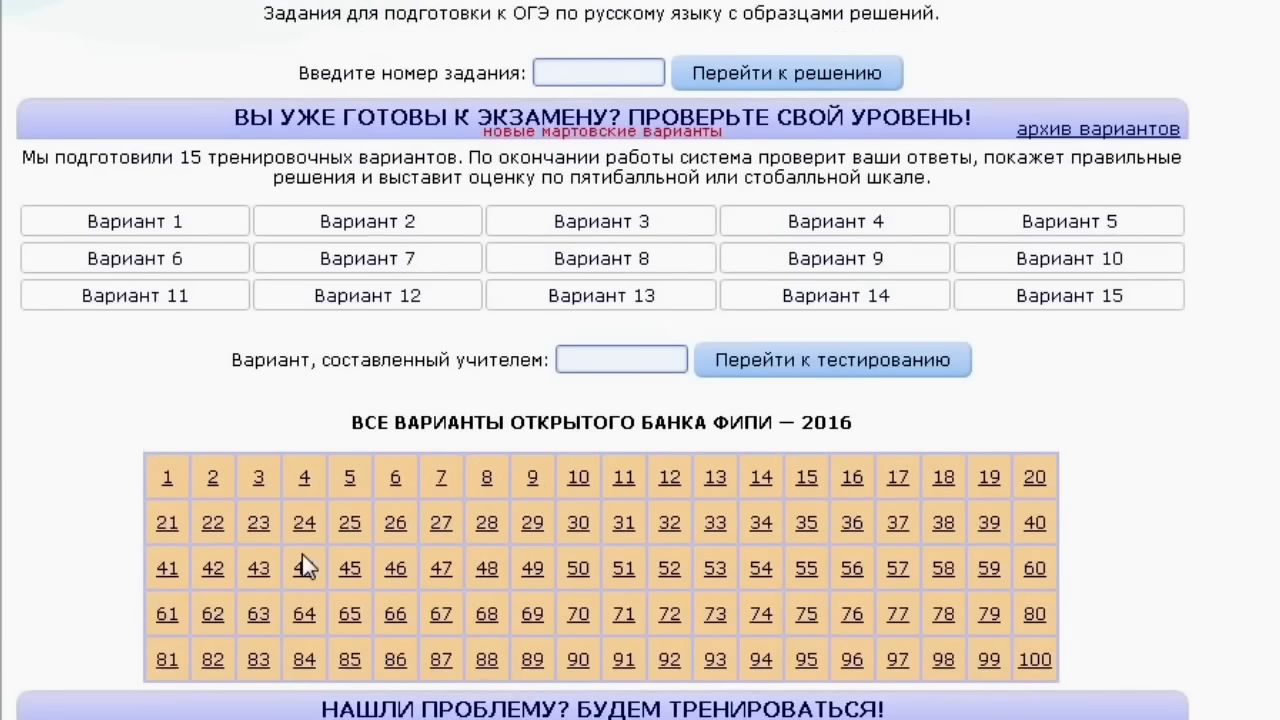 Задания для подготовки к ОГЭ по русскому языку с образцами решений.
Введите номер задания: Перейти к решению
ВЫ УЖЕ ГОТОВЫ К ЭКЗАМЕНУ? ПРОВЕРЬТЕ СВОЙ УРОВЕНЬ!
новые мартовские варианты архив вариантов
Мы подготовили 15 тренировочных вариантов. По окончании работы система проверит ваши ответы, покажет правильные
решения и выставит оценку по пятибалльной или стобалльной шкале.
Вариант 1 Вариант 2 Вариант 3 Вариант 4 Вариант 5
Вариант 6 Вариант 7 Вариант 8 Вариант 9 Вариант 10
Вариант 11 Вариант 12 Вариант 13 Вариант 14 Вариант 15
Вариант, составленный учителем: Перейти к тестированию
ВСЕ ВАРИАНТЫ ОТКРЫТОГО БАНКА ФИПИ — 2016
1 2 3 4 5 6 7 8 9 10 11 12 13 14 15 16 17 18 19 20
21 22 23 24 25 26 27 28 29 30 31 32 33 34 35 36 37 38 39 40
41 42 43 45 46 47 48 49 50 51 52 53 54 55 56 57 58 59 60
61 62 63 64 65 66 67 68 69 70 71 72 73 74 75 76 77 78 79 80
81 82 83 84 85 86 87 88 89 90 91 92 93 94 95 96 97 98 99 100
НАШЛИ ПРОБЛЕМУ? БУДЕМ ТРЕНИРОВАТЬСЯ!